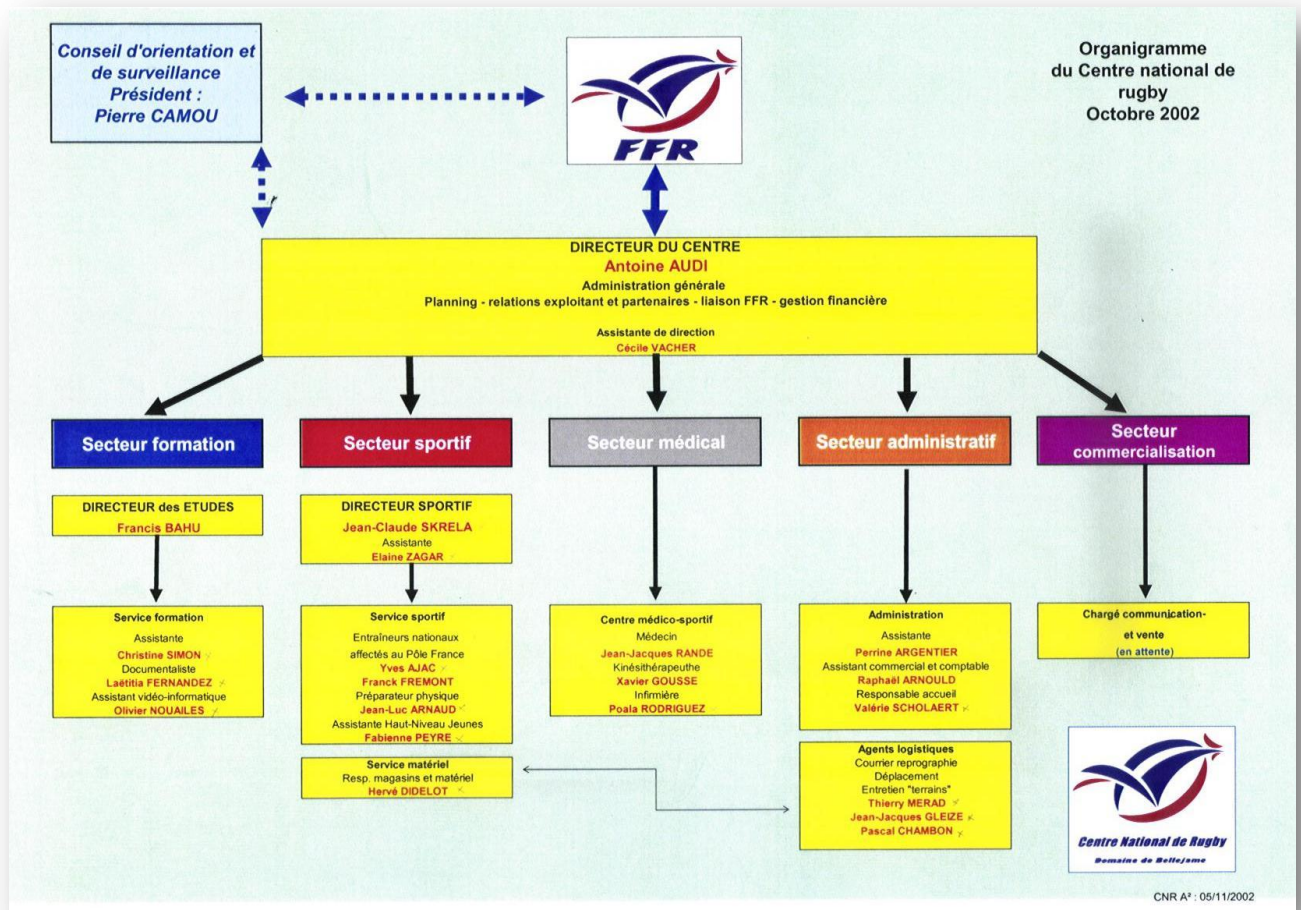 Conseil d'orientation et
de surveillance
Président :
Pierre CAMOU
FFR
Organigramme
du Centre national de
rugby
Octobre 2002
DIRECTEUR DU CENTRE
Antoine AUDI
Administration générale
Planning - relations exploitant et partenaires - liaison FFR - gestion financière
Assistante de direction
Cécile VACHER
Secteur formation
Secteur sportif
Secteur médical
Secteur administratif
Secteur
commercialisation
DIRECTEUR des ETUDES
Francis BAHU
DIRECTEUR SPORTIF
Jean-Claude SKRELA
Assistante
Elaine ZAGAR
Service formation
Assistante
Christine SIMON
Documentaliste
Laëtitia FERNANDEZ
Assistant vidéo-informatique
Olivier NOUAILES
Service sportif
Entraîneurs nationaux
affectés au Pôle France
Yves AJAC
Franck FREMONT
Préparateur physique
Jean-Luc ARNAUD
Assistante Haut-Niveau Jeunes
Fabienne PEYRE
Service matériel
Resp. magasins et matériel
Hervé DIDELOT
Centre médico-sportif
Médecin
Jean-Jacques RANDE
Kinésithérapeuthe
Xavier GOUSSE
Infirmière
Poala RODRIGUEZ
Administration
Assistante
Perrine ARGENTIER
Assistant commercial et comptable
Raphaël ARNOULD
Responsable accueil
Valérie SCHOLAERT
Agents logistiques
Courrier reprographie
Déplacement
Entretien "terrains"
Thierry MERAD
Jean-Jacques GLEIZE
Pascal CHAMBON
Chargé communication-
et vente
(en attente)
Centre National de Rugby
Domaine de Bellejame
CNR A² : 05/11/2002